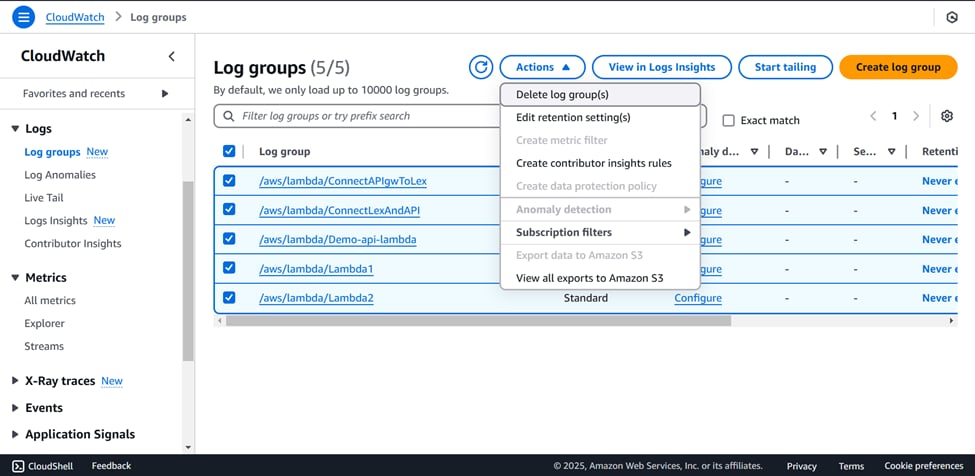 CloudWatch > Log groups
CloudWatch
Favorites and recents
Logs
Log groups New
Log Anomalies
Live Tail
Logs Insights New
Contributor Insights
Metrics
All metrics
Explorer
Streams
X-Ray traces New
Events
Application Signals
Log groups (5/5)
Actions
View in Logs Insights
Start tailing
Create log group
By default, we only load up to 10000 log groups.
Filter log groups or try prefix search
Exact match
1
Delete log group(s)
Edit retention setting(s)
Create metric filter
Create contributor insights rules
Create data protection policy
Anomaly detection
Subscription filters
Export data to Amazon S3
View all exports to Amazon S3
Log group
aly d... Da... Se... Retenti
/aws/lambda/ConnectAPIgwToLex gure - - Never e
/aws/lambda/ConnectLexAndAPI gure - - Never e
/aws/lambda/Demo-api-lambda gure - - Never e
/aws/lambda/Lambda1 gure - - Never e
/aws/lambda/Lambda2 Standard Configure - - Never e
CloudShell Feedback © 2025, Amazon Web Services, Inc. or its affiliates. Privacy Terms Cookie preferences